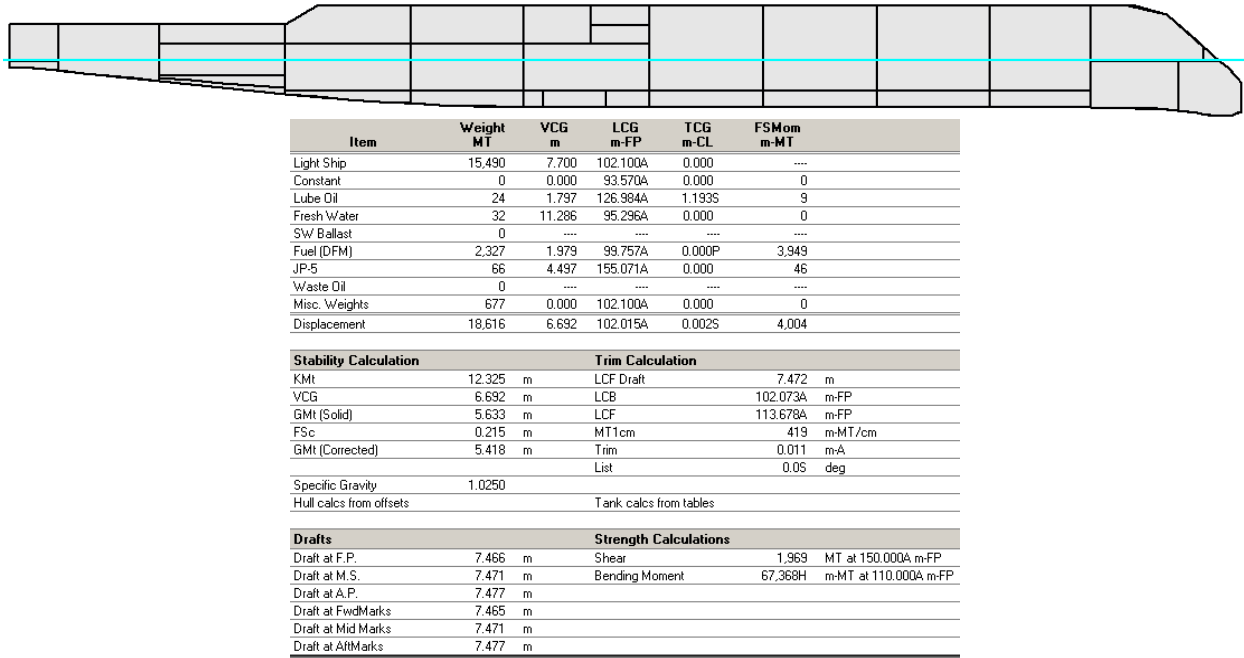 Item Weight MT VCG m LCG m-FP TCG m-CL FSMom m-MT
Light Ship 15,490 7.700 102.100A 0.000 ----
Constant 0 0.000 93.570A 0.000 0
Lube Oil 24 1.797 126.984A 1.193S 9
Fresh Water 32 11.286 95.296A 0.000 0
SW Ballast 0 ---- ---- ---- ----
Fuel (DFM) 2,327 1.979 99.757A 0.000P 3,949
JP-5 66 4.497 155.071A 0.000 46
Waste Oil 0 ---- ---- ---- ----
Misc. Weights 677 0.000 102.100A 0.000 0
Displacement 18,616 6.692 102.015A 0.002S 4,004
Stability Calculation Trim Calculation
KMt 12.325 m LCF Draft 7.472 m
VCG 6.692 m LCB 102.073A m-FP
GMt (Solid) 5.633 m LCF 113.678A m-FP
FSc 0.215 m MT1cm 419 m-MT/cm
GMt (Corrected) 5.418 m Trim 0.011 m-A
List 0.0S deg
Specific Gravity 1.0250
Hull calcs from offsets Tank calcs from tables
Drafts Strength Calculations
Draft at F.P. 7.466 m Shear 1,969 MT at 150.000A m-FP
Draft at M.S. 7.471 m Bending Moment 67,368H m-MT at 110.000A m-FP
Draft at A.P. 7.477 m
Draft at FwdMarks 7.465 m
Draft at Mid Marks 7.471 m
Draft at AftMarks 7.477 m